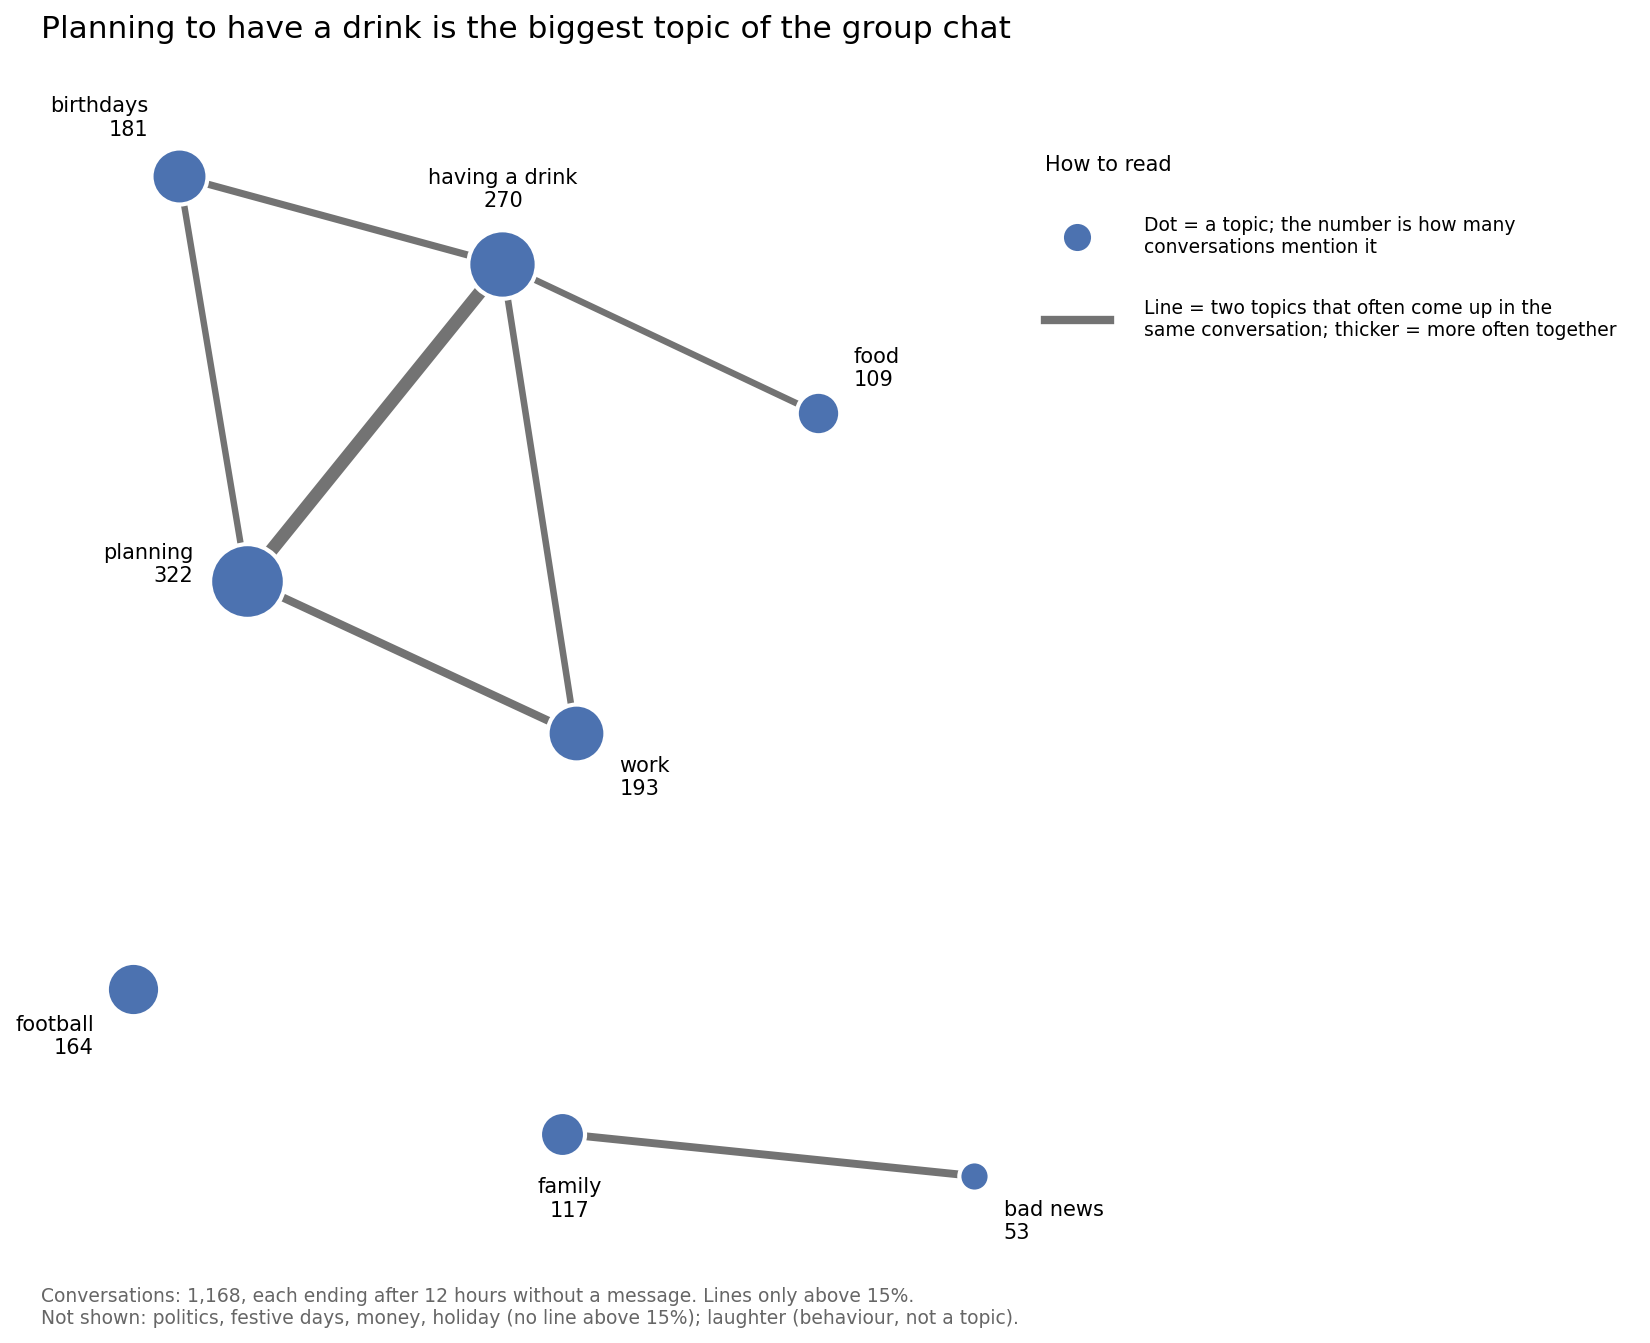 Planning to have a drink is the biggest topic of the group chat
birthdays
181
having a drink
270
How to read
Dot = a topic; the number is how many
conversations mention it
Line = two topics that often come up in the
same conversation; thicker = more often together
food
109
planning
322
work
193
football
164
family
117
bad news
53
Conversations: 1,168, each ending after 12 hours without a message. Lines only above 15%.
Not shown: politics, festive days, money, holiday (no line above 15%); laughter (behaviour, not a topic).